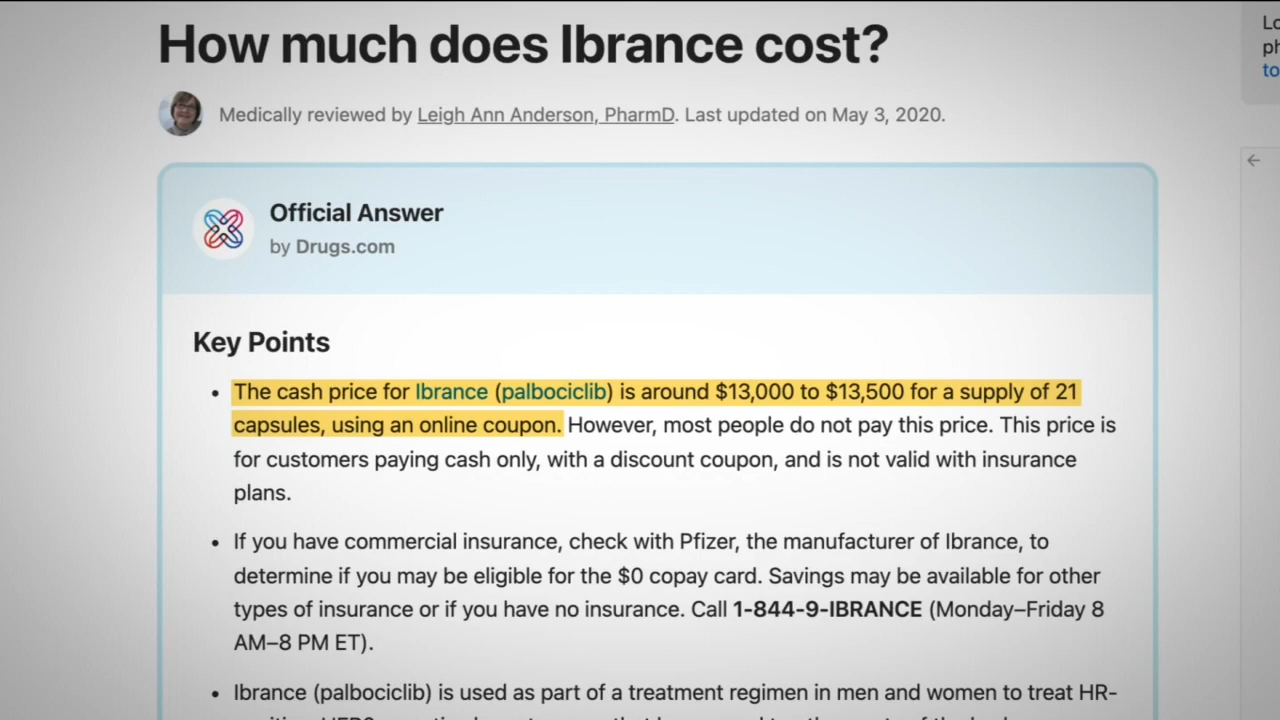 How much does Ibrance cost?
Lo
ph
to
Medically reviewed by Leigh Ann Anderson, PharmD. Last updated on May 3, 2020.
Official Answer
by Drugs.com
Key Points
• The cash price for Ibrance (palbociclib) is around $13,000 to $13,500 for a supply of 21
capsules, using an online coupon. However, most people do not pay this price. This price is
for customers paying cash only, with a discount coupon, and is not valid with insurance
plans.
• If you have commercial insurance, check with Pfizer, the manufacturer of Ibrance, to
determine if you may be eligible for the $0 copay card. Savings may be available for other
types of insurance or if you have no insurance. Call 1-844-9-IBRANCE (Monday–Friday 8
AM–8 PM ET).
• Ibrance (palbociclib) is used as part of a treatment regimen in men and women to treat HR-